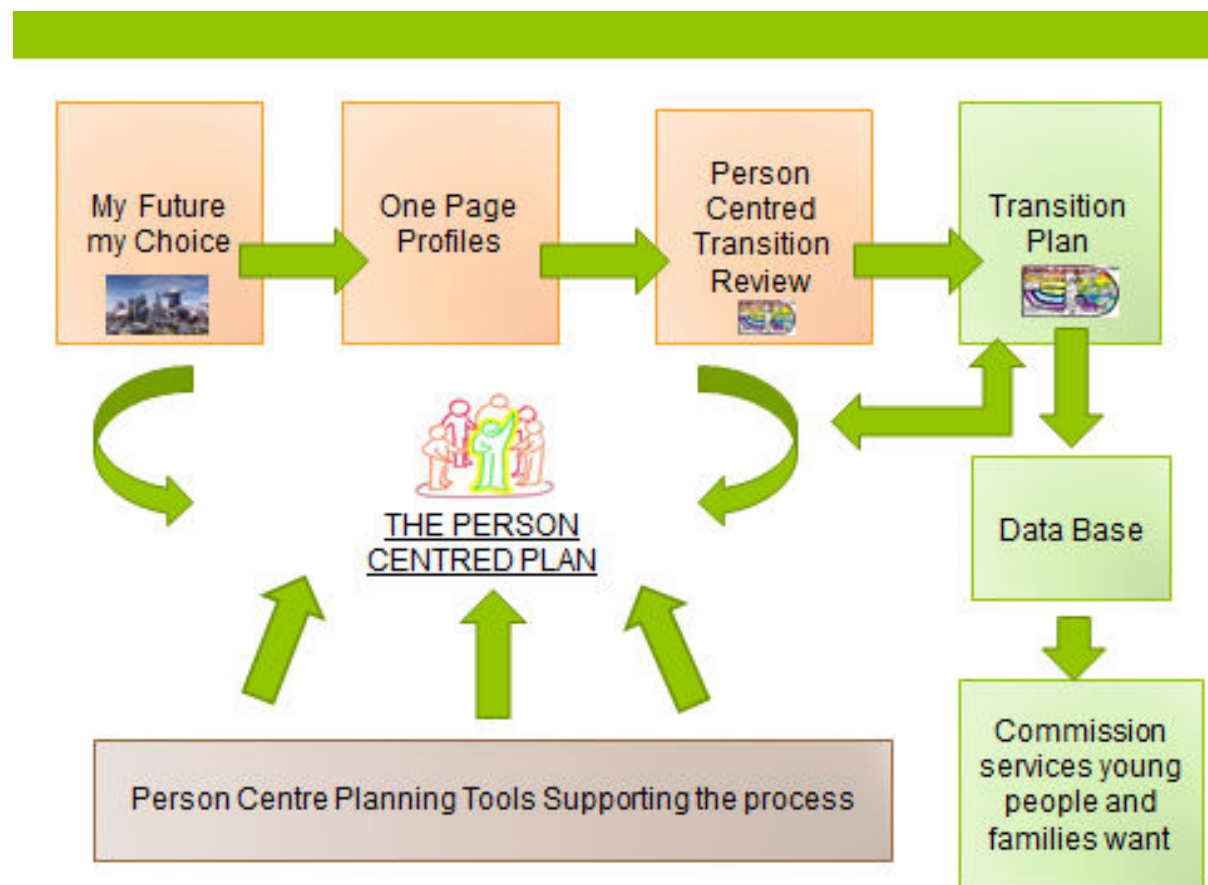 My Future
my Choice
One Page
Profiles
Person
Centred
Transition
Review
Transition
Plan
THE PERSON
CENTRED PLAN
Data Base
Person Centre Planning Tools Supporting the process
Commission
services young
people and
families want